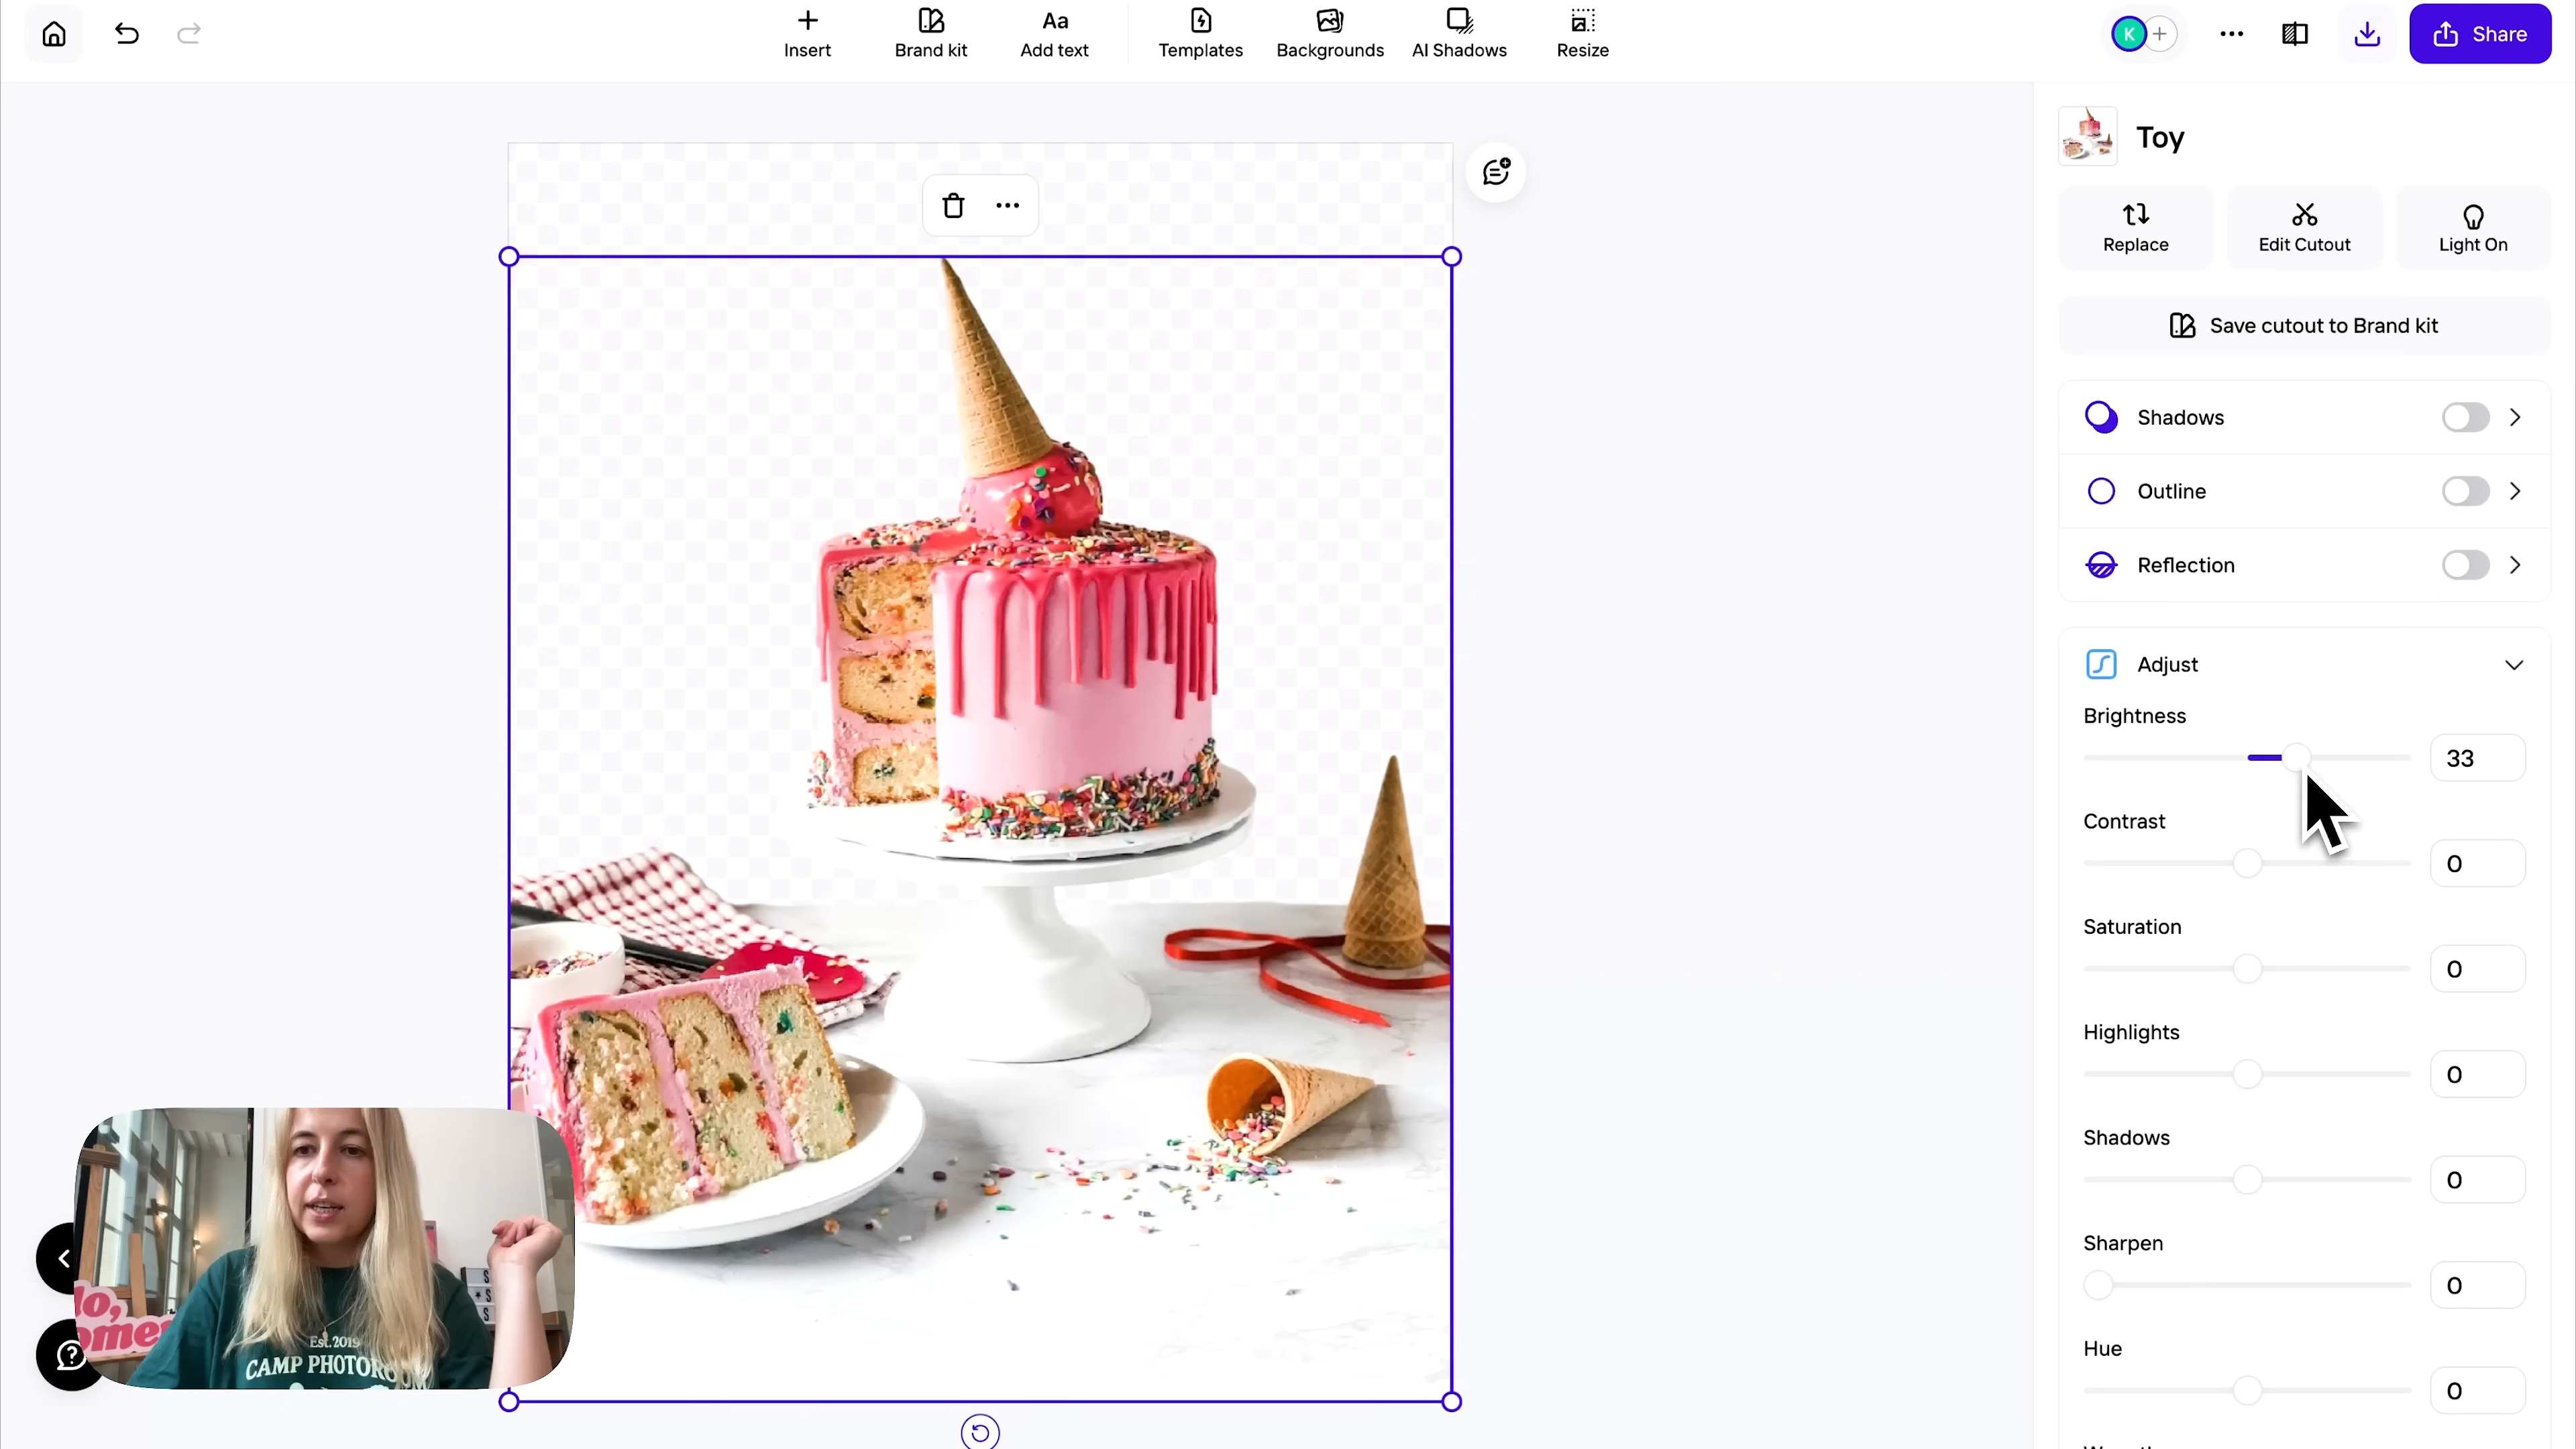 Insert
Brand kit
Aa
Add text
Templates
Backgrounds
AI Shadows
Resize
K
Share
Toy
Replace
Edit Cutout
Light On
Save cutout to Brand kit
Shadows
Outline
Reflection
Adjust
Brightness
33
Contrast
0
Saturation
0
Highlights
0
Shadows
0
Sharpen
0
Hue
0
Est. 2019
CAMP
S
S
S